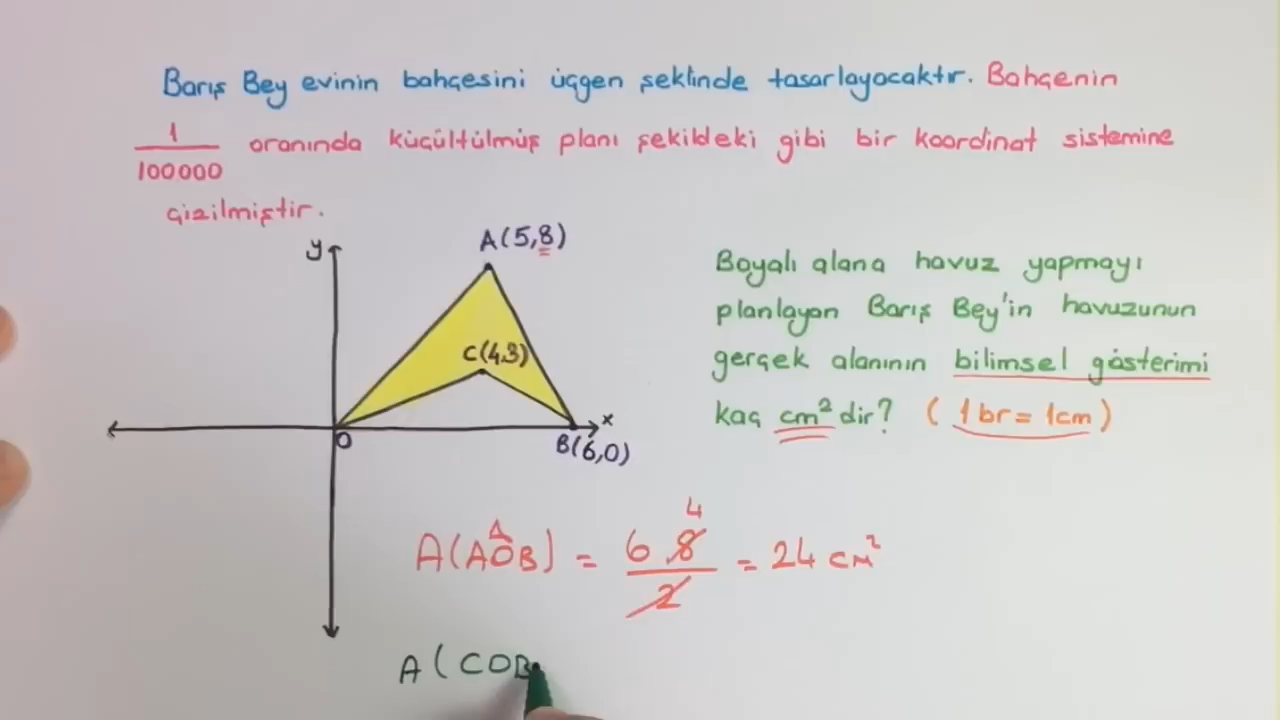 Barış Bey evinin bahçesini üçgen şeklinde tasarlayacaktır. Bahçenin
1/100000 oranında küçültülmüş planı şekildeki gibi bir koordinat sistemine
çizilmiştir.
y
A(5,8)
C(4,3)
x
O
B(6,0)
Boyalı alana havuz yapmayı
planlayan Barış Bey'in havuzunun
gerçek alanının bilimsel gösterimi
kaç cm² dir? (1br = 1cm)
A(AOB) = 6.8/2 = 24 cm²
4
A(COB